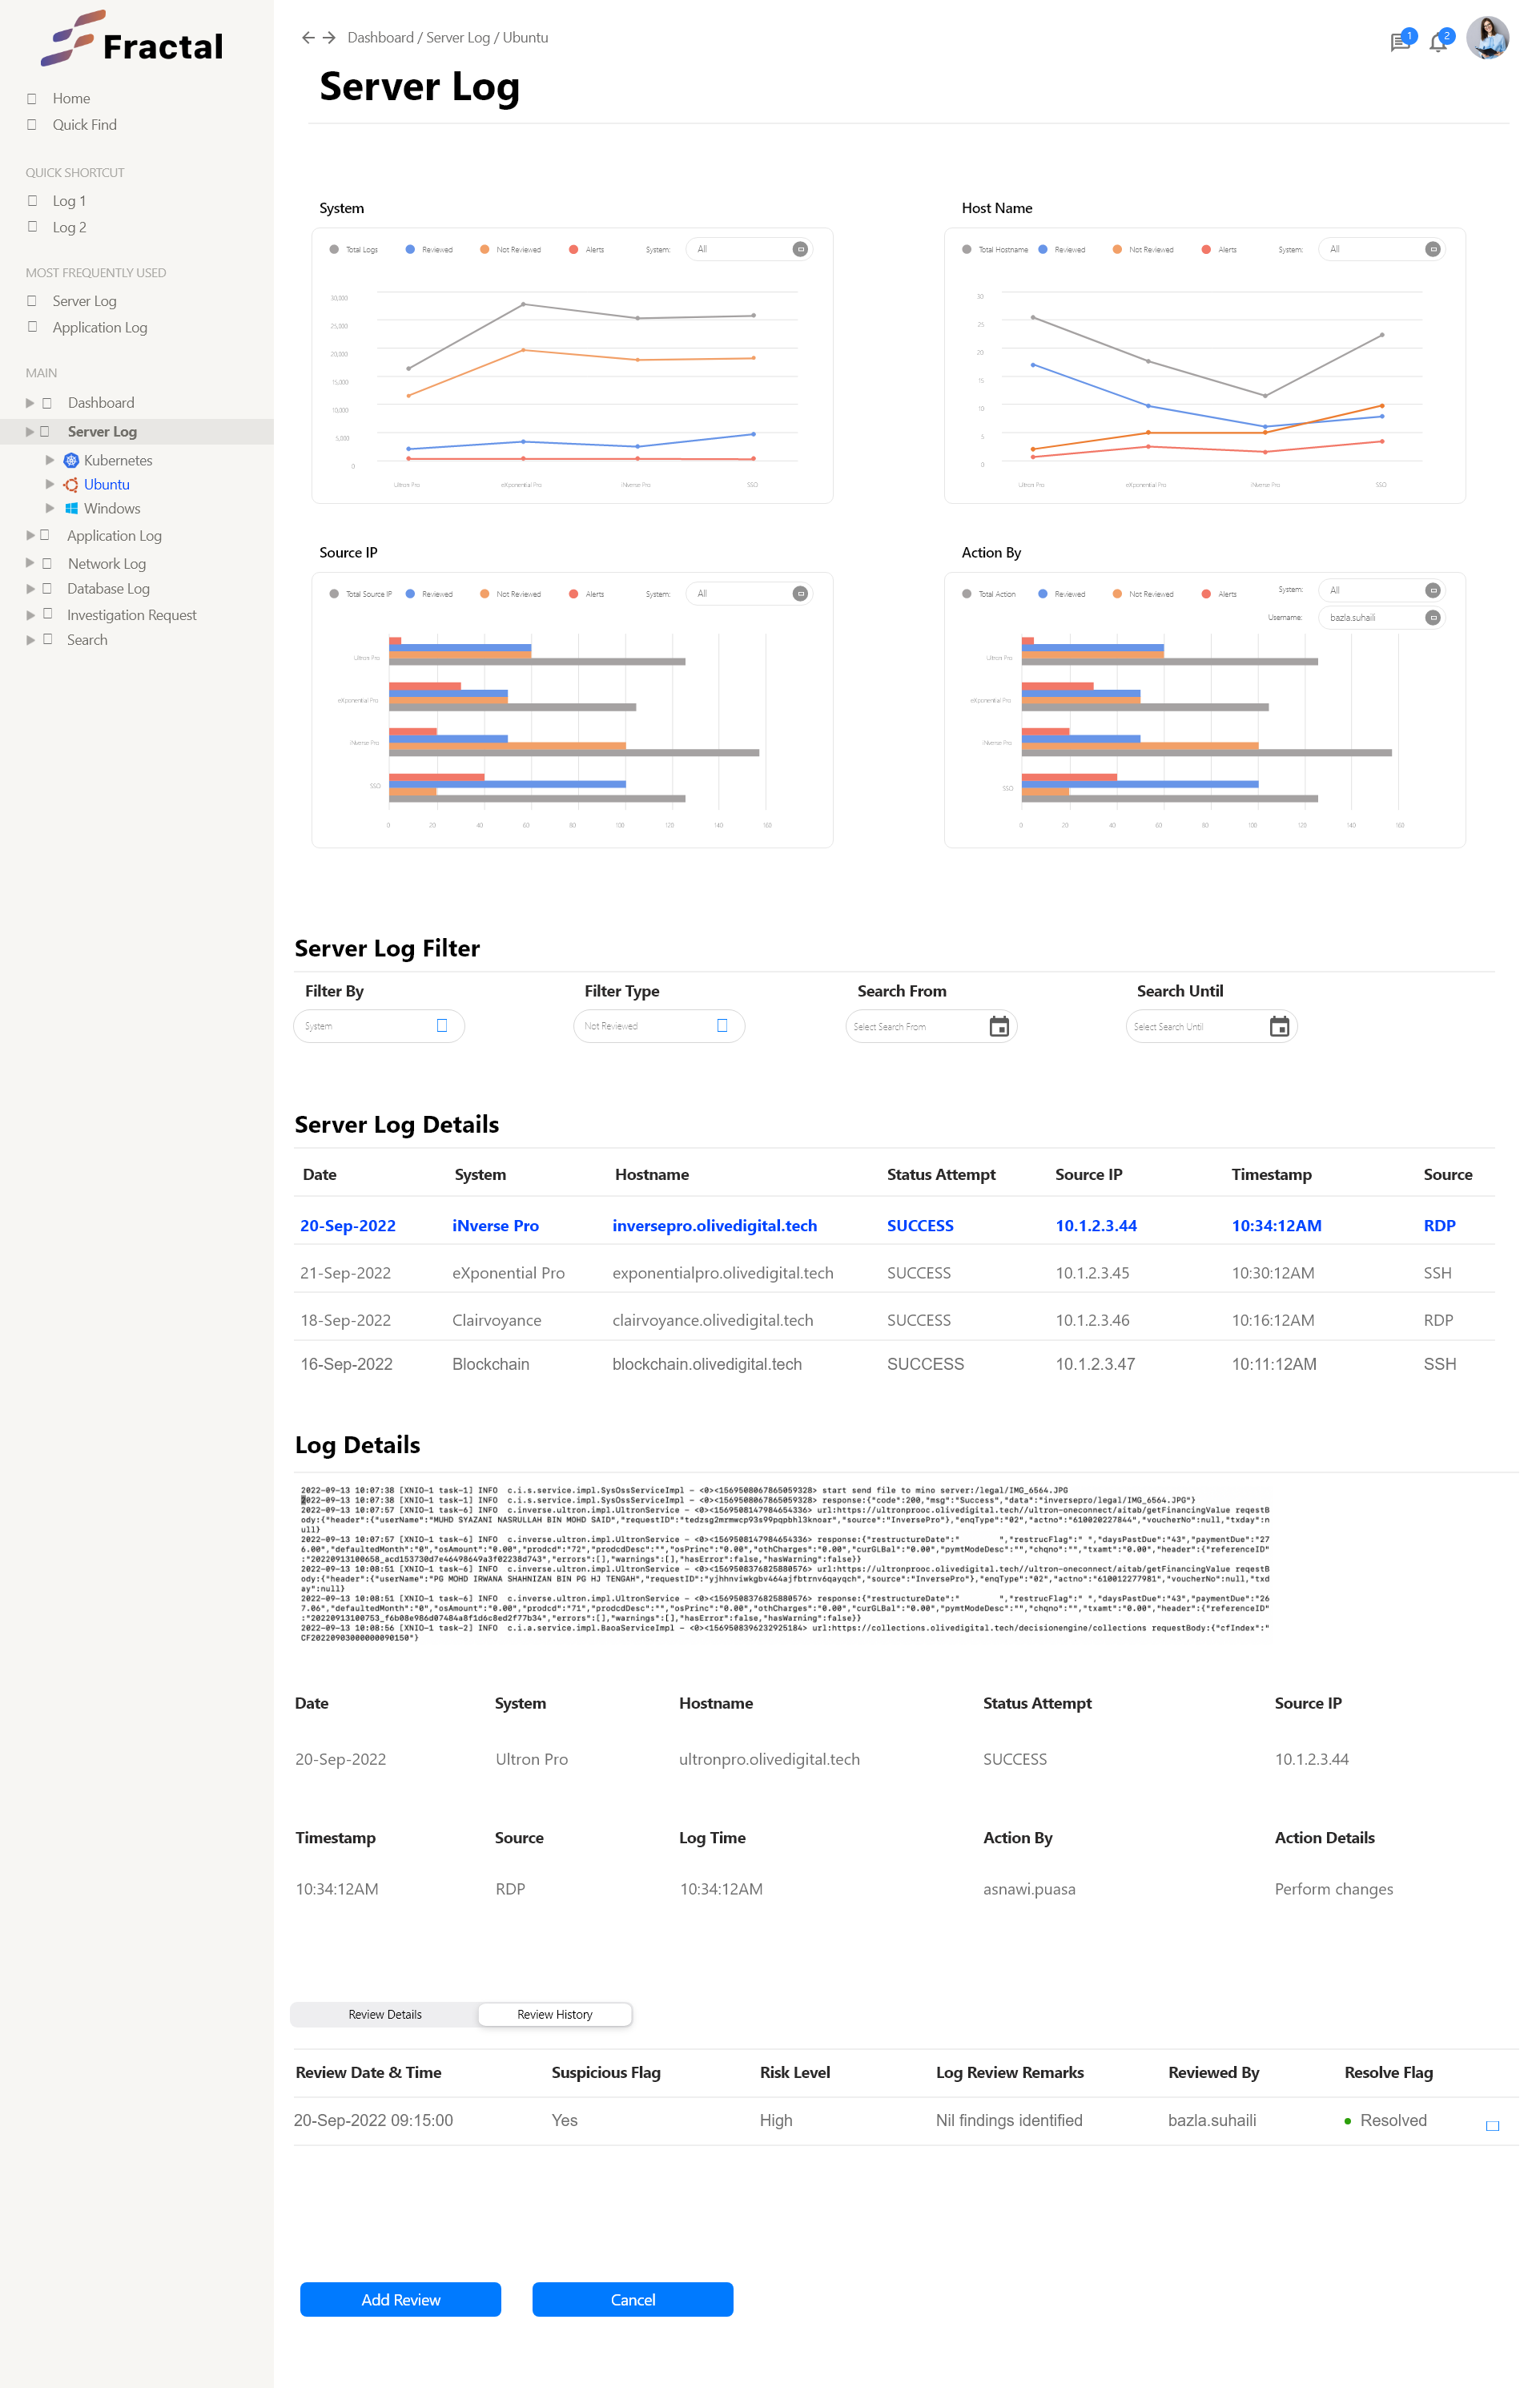 Fractal
Home
Quick Find
QUICK SHORTCUT
Log 1
Log 2
MOST FREQUENTLY USED
Server Log
Application Log
MAIN
Dashboard
Server Log
Kubernetes
Ubuntu
Windows
Application Log
Network Log
Database Log
Investigation Request
Search
Dashboard / Server Log / Ubuntu
1
2
Server Log
System
Total Logs Reviewed Not Reviewed Alerts System: All
30,000
25,000
20,000
15,000
10,000
5,000
0
Ultron Pro eXponential Pro iNverse Pro SSO
Host Name
Total Hostname Reviewed Not Reviewed Alerts System: All
30
25
20
15
10
5
0
Ultron Pro eXponential Pro iNverse Pro SSO
Source IP
Total Source IP Reviewed Not Reviewed Alerts System: All
Ultron Pro
eXponential Pro
iNverse Pro
SSO
0 20 40 60 80 100 120 140 160
Action By
Total Action Reviewed Not Reviewed Alerts System: All
Username: bazla.suhaili
Ultron Pro
eXponential Pro
iNverse Pro
SSO
0 20 40 60 80 100 120 140 160
Server Log Filter
Filter By Filter Type Search From Search Until
System Not Reviewed Select Search From Select Search Until
Server Log Details
Date System Hostname Status Attempt Source IP Timestamp Source
20-Sep-2022 iNverse Pro inversepro.olivedigital.tech SUCCESS 10.1.2.3.44 10:34:12AM RDP
21-Sep-2022 eXponential Pro exponentialpro.olivedigital.tech SUCCESS 10.1.2.3.45 10:30:12AM SSH
18-Sep-2022 Clairvoyance clairvoyance.olivedigital.tech SUCCESS 10.1.2.3.46 10:16:12AM RDP
16-Sep-2022 Blockchain blockchain.olivedigital.tech SUCCESS 10.1.2.3.47 10:11:12AM SSH
Log Details
2022-09-13 10:07:38 [XNIO-1 task-1] INFO c.i.s.service.impl.SysOssServiceImpl - <0><1569508067865059328> start send file to mino server:/legal/IMG_6564.JPG
2022-09-13 10:07:38 [XNIO-1 task-1] INFO c.i.s.service.impl.SysOssServiceImpl - <0><1569508067865059328> response:{"code":200,"msg":"Success","data":"inversepro/legal/IMG_6564.JPG"}
2022-09-13 10:07:57 [XNIO-1 task-6] INFO c.inverse.ultron.impl.UltronService - <0><1569508147984654336> url:https://ultronprooc.olivedigital.tech//ultron-oneconnect/aitab/getFinancingValue reqestB
ody:{"header":{"userName":"MUHD SYAZANI NASRULLAH BIN MOHD SAID","requestID":"tedzsg2mrmwcp93s99pqpbhl3knoar","source":"InversePro"},"enqType":"02","actno":"610020227844","voucherNo":null,"txday":n
ull}
2022-09-13 10:07:57 [XNIO-1 task-6] INFO c.inverse.ultron.impl.UltronService - <0><1569508147984654336> response:{"restructureDate":" ","restrucFlag":" ","daysPastDue":"43","paymentDue":"27
6.00","defaultedMonth":"0","osAmount":"0.00","prodcd":"72","prodcdDesc":"","osPrinc":"0.00","othCharges":"0.00","curGLBal":"0.00","pymtModeDesc":"","chqno":"","txamt":"0.00","header":{"referenceID"
:"20220913100658_acd153730d7e46498649a3f02238d743","errors":[],"warnings":[],"hasError":false,"hasWarning":false}}
2022-09-13 10:08:51 [XNIO-1 task-6] INFO c.inverse.ultron.impl.UltronService - <0><1569508376825880576> url:https://ultronprooc.olivedigital.tech//ultron-oneconnect/aitab/getFinancingValue reqestB
ody:{"header":{"userName":"PG MOHD IRWANA SHAHNIZAN BIN PG HJ TENGAH","requestID":"yjhhnviwkgbv464ajfbtrnv6qayqch","source":"InversePro"},"enqType":"02","actno":"610012277981","voucherNo":null,"txd
ay":null}
2022-09-13 10:08:51 [XNIO-1 task-6] INFO c.inverse.ultron.impl.UltronService - <0><1569508376825880576> response:{"restructureDate":" ","restrucFlag":" ","daysPastDue":"43","paymentDue":"26
7.06","defaultedMonth":"0","osAmount":"0.00","prodcd":"71","prodcdDesc":"","osPrinc":"0.00","othCharges":"0.00","curGLBal":"0.00","pymtModeDesc":"","chqno":"","txamt":"0.00","header":{"referenceID"
:"20220913100753_f6b08e986d07484a8f1d6c8ed2f77b34","errors":[],"warnings":[],"hasError":false,"hasWarning":false}}
2022-09-13 10:08:56 [XNIO-1 task-2] INFO c.i.a.service.impl.BaoaServiceImpl - <0><1569508396232925184> url:https://collections.olivedigital.tech/decisionengine/collections requestBody:{"cfIndex":"
CF20220903000000090150"}
Date System Hostname Status Attempt Source IP
20-Sep-2022 Ultron Pro ultronpro.olivedigital.tech SUCCESS 10.1.2.3.44
Timestamp Source Log Time Action By Action Details
10:34:12AM RDP 10:34:12AM asnawi.puasa Perform changes
Review Details Review History
Review Date & Time Suspicious Flag Risk Level Log Review Remarks Reviewed By Resolve Flag
20-Sep-2022 09:15:00 Yes High Nil findings identified bazla.suhaili Resolved
Add Review Cancel